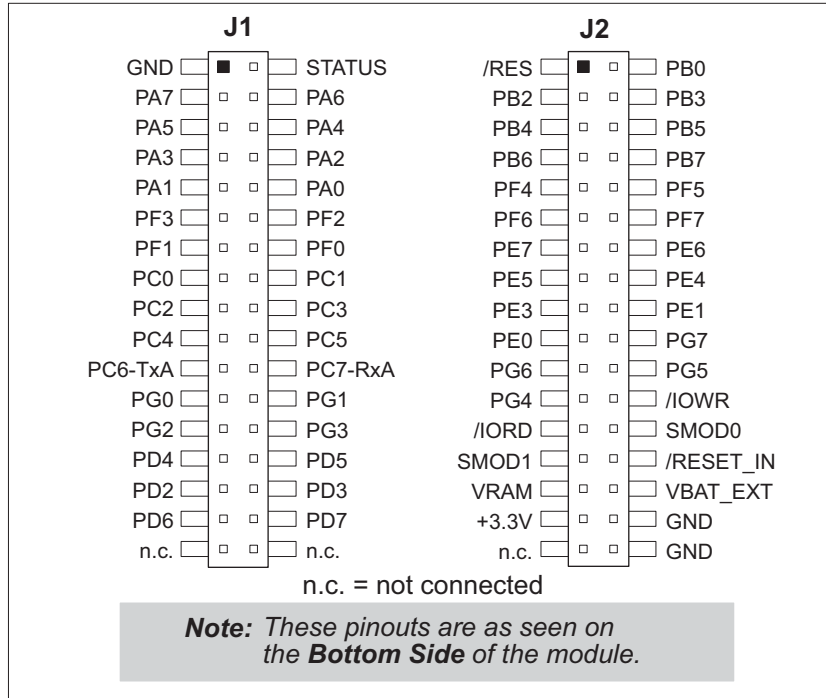 J1 J2
GND STATUS /RES PB0
PA7 PA6 PB2 PB3
PA5 PA4 PB4 PB5
PA3 PA2 PB6 PB7
PA1 PA0 PF4 PF5
PF3 PF2 PF6 PF7
PF1 PF0 PE7 PE6
PC0 PC1 PE5 PE4
PC2 PC3 PE3 PE1
PC4 PC5 PE0 PG7
PC6-TxA PC7-RxA PG6 PG5
PG0 PG1 PG4 /IOWR
PG2 PG3 /IORD SMOD0
PD4 PD5 SMOD1 /RESET_IN
PD2 PD3 VRAM VBAT_EXT
PD6 PD7 +3.3V GND
n.c. n.c. n.c. GND
n.c. = not connected
Note: These pinouts are as seen on
the Bottom Side of the module.